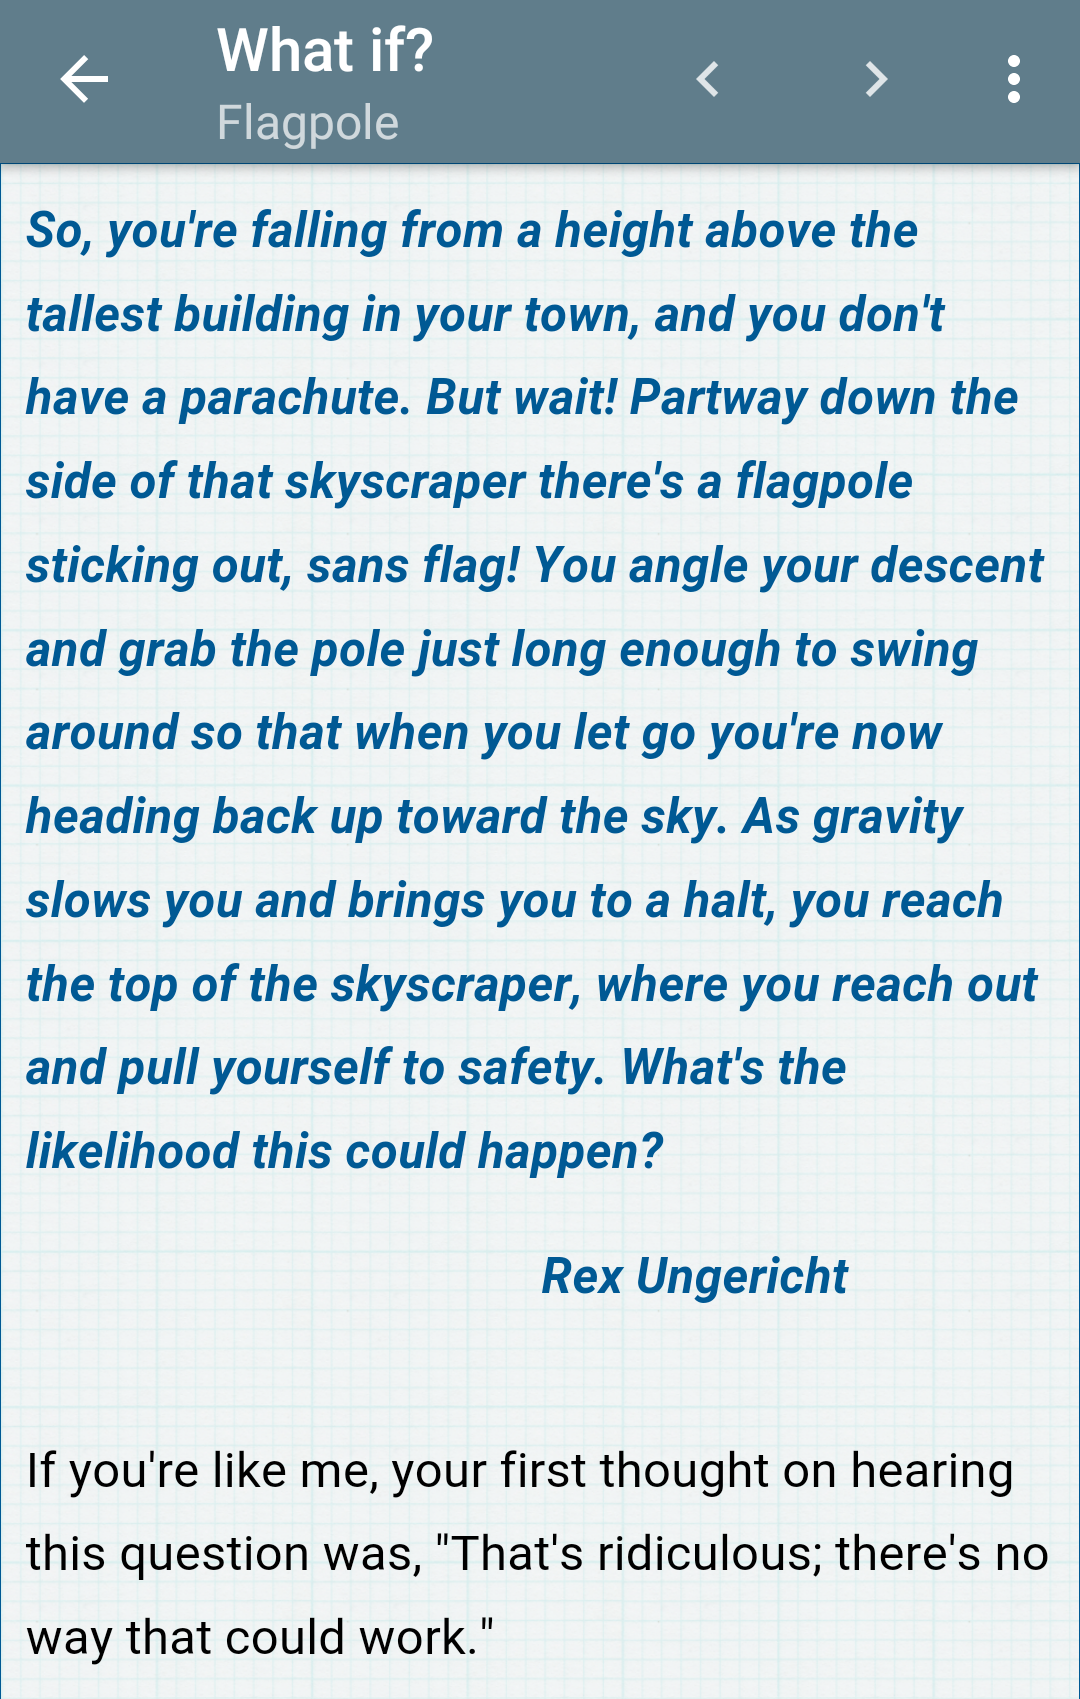 What if?
Flagpole
So, you're falling from a height above the
tallest building in your town, and you don't
have a parachute. But wait! Partway down the
side of that skyscraper there's a flagpole
sticking out, sans flag! You angle your descent
and grab the pole just long enough to swing
around so that when you let go you're now
heading back up toward the sky. As gravity
slows you and brings you to a halt, you reach
the top of the skyscraper, where you reach out
and pull yourself to safety. What's the
likelihood this could happen?
Rex Ungericht
If you're like me, your first thought on hearing
this question was, "That's ridiculous; there's no
way that could work."